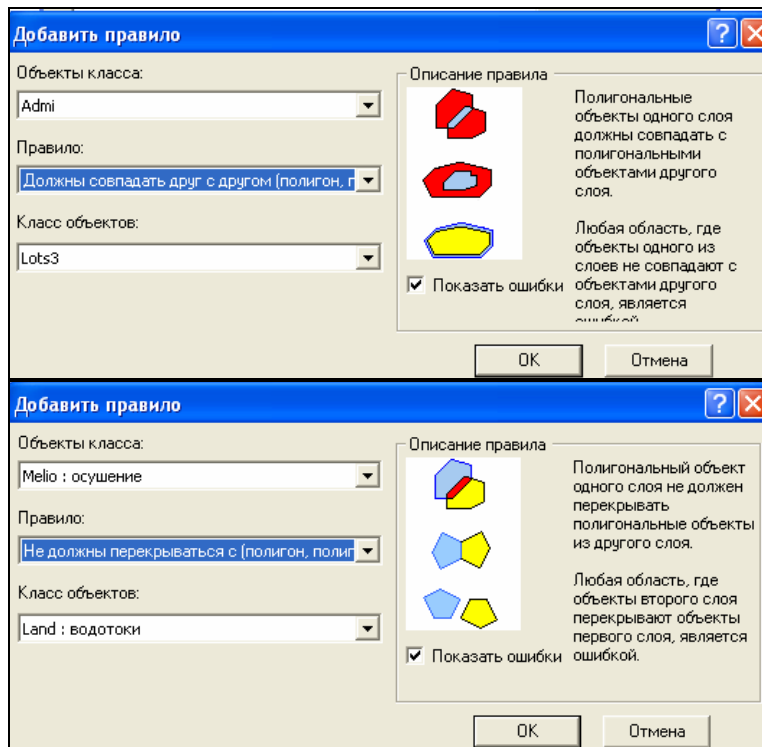 Добавить правило
Объекты класса:
Admi
Правило:
Должны совпадать друг с другом (полигон, п
Класс объектов:
Lots3
Описание правила
Полигональные
объекты одного слоя
должны совпадать с
полигональными
объектами другого
слоя.
Любая область, где
объекты одного из
слоев не совпадают с
объектами другого
слоя, является
ошибкой.
Показать ошибки
ОК
Отмена
Добавить правило
Объекты класса:
Melio : осушение
Правило:
Не должны перекрываться с (полигон, полиг
Класс объектов:
Land : водотоки
Описание правила
Полигональный объект
одного слоя не должен
перекрывать
полигональные объекты
из другого слоя.
Любая область, где
объекты второго слоя
перекрывают объекты
первого слоя, является
ошибкой.
Показать ошибки
ОК
Отмена